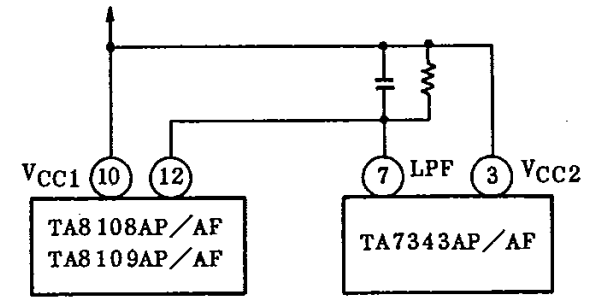 VCC1 10 12 7 LPF 3 VCC2
TA8108AP/AF
TA8109AP/AF
TA7343AP/AF